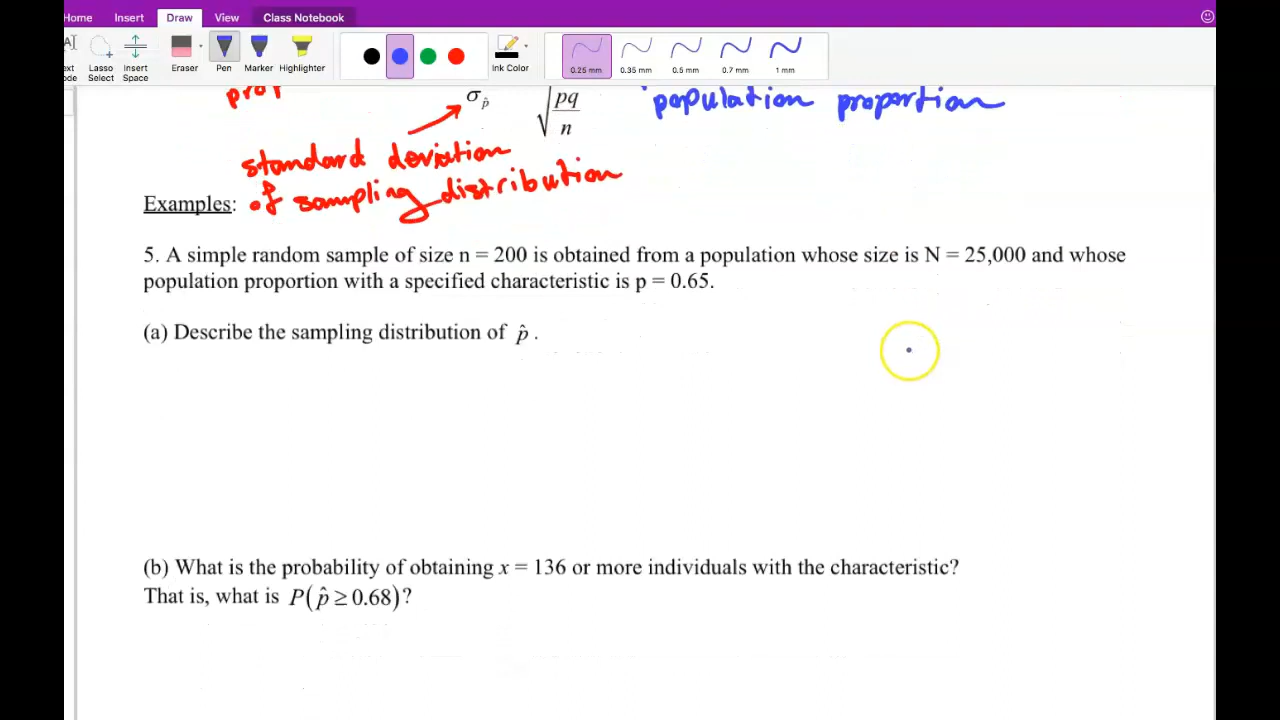 Home Insert Draw View Class Notebook
Lasso Select Insert Space Eraser Pen Marker Highlighter Ink Color 0.25 mm 0.35 mm 0.5 mm 0.7 mm 1 mm
σp̂ √(pq/n) population proportion
standard deviation
of sampling distribution
Examples:
5. A simple random sample of size n = 200 is obtained from a population whose size is N = 25,000 and whose
population proportion with a specified characteristic is p = 0.65.
(a) Describe the sampling distribution of p̂ .
(b) What is the probability of obtaining x = 136 or more individuals with the characteristic?
That is, what is P(p̂ ≥ 0.68)?